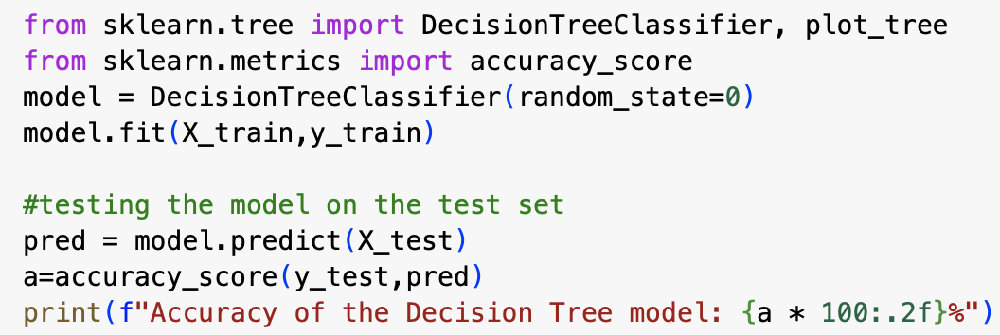 from sklearn.tree import DecisionTreeClassifier, plot_tree
from sklearn.metrics import accuracy_score
model = DecisionTreeClassifier(random_state=0)
model.fit(X_train,y_train)
#testing the model on the test set
pred = model.predict(X_test)
a=accuracy_score(y_test,pred)
print(f"Accuracy of the Decision Tree model: {a * 100:.2f}%")